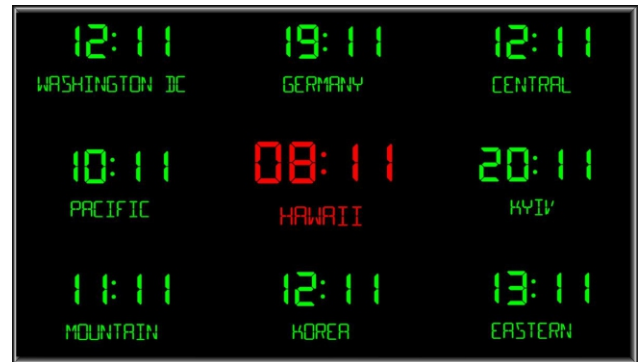 12:11 19:11 12:11
WASHINGTON DC GERMANY CENTRAL
10:11 08:11 20:11
PACIFIC HAWAII KYIV
11:11 12:11 13:11
MOUNTAIN KOREA EASTERN